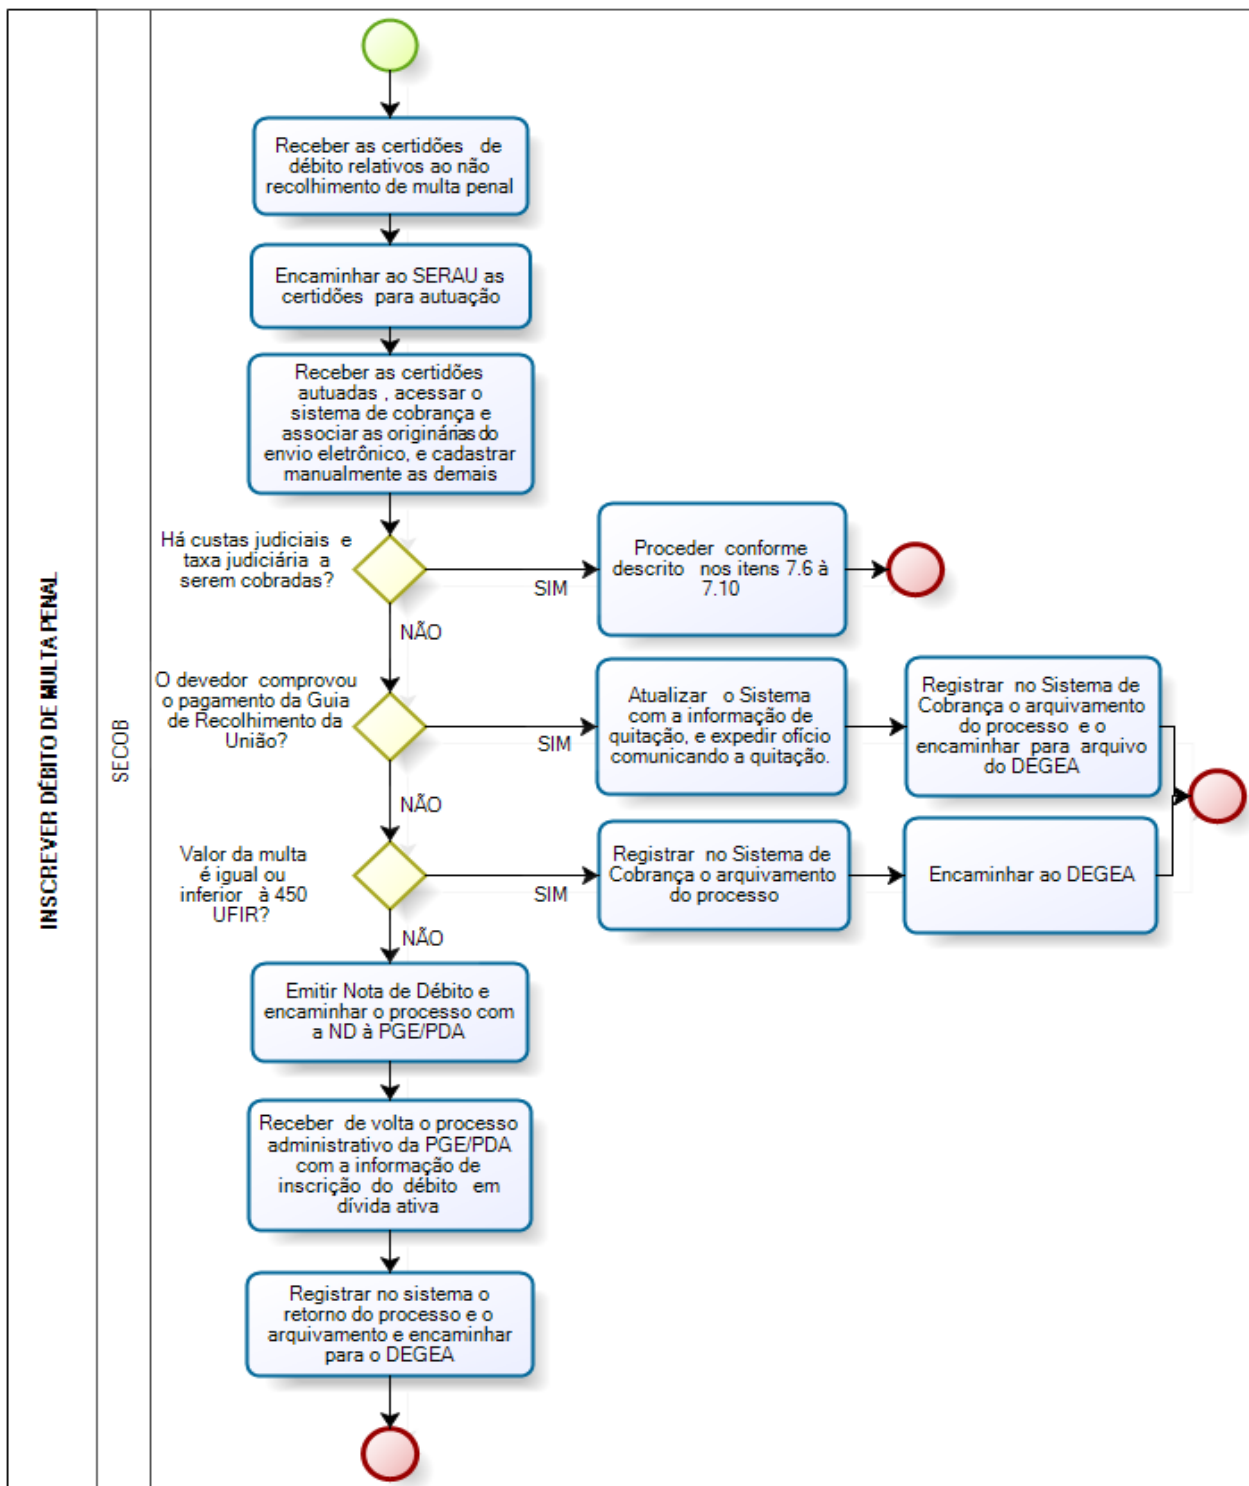 INSCREVER DÉBITO DE MULTA PENAL
SECOB
Receber as certidões de
débito relativos ao não
recolhimento de multa penal
Encaminhar ao SERAU as
certidões para autuação
Receber as certidões
autuadas , acessar o
sistema de cobrança e
associar as originárias do
envio eletrônico, e cadastrar
manualmente as demais
Há custas judiciais e
taxa judiciária a
serem cobradas?
SIM
Proceder conforme
descrito nos itens 7.6 à
7.10
NÃO
O devedor comprovou
o pagamento da Guia
de Recolhimento da
União?
SIM
Atualizar o Sistema
com a informação de
quitação, e expedir ofício
comunicando a quitação.
Registrar no Sistema de
Cobrança o arquivamento
do processo e o
encaminhar para arquivo
do DEGEA
NÃO
Valor da multa
é igual ou
inferior à 450
UFIR?
SIM
Registrar no Sistema de
Cobrança o arquivamento
do processo
Encaminhar ao DEGEA
NÃO
Emitir Nota de Débito e
encaminhar o processo com
a ND à PGE/PDA
Receber de volta o processo
administrativo da PGE/PDA
com a informação de
inscrição do débito em
dívida ativa
Registrar no sistema o
retorno do processo e o
arquivamento e encaminhar
para o DEGEA